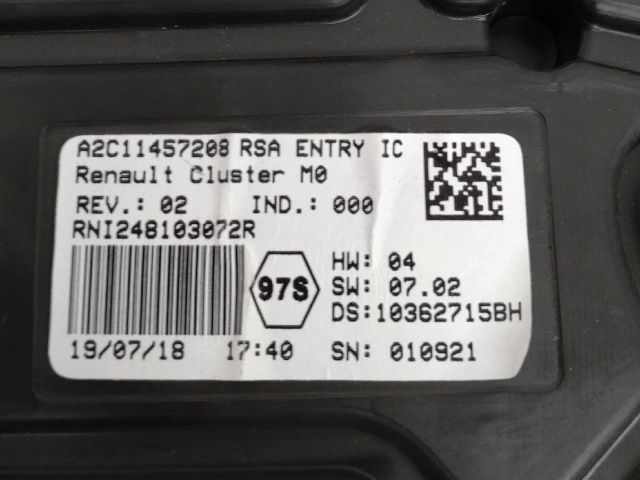 A2C11457208 RSA ENTRY IC
Renault Cluster M0
REV.: 02 IND.: 000
RNI248103072R
97S
HW: 04
SW: 07.02
DS:10362715BH
19/07/18 17:40 SN: 010921